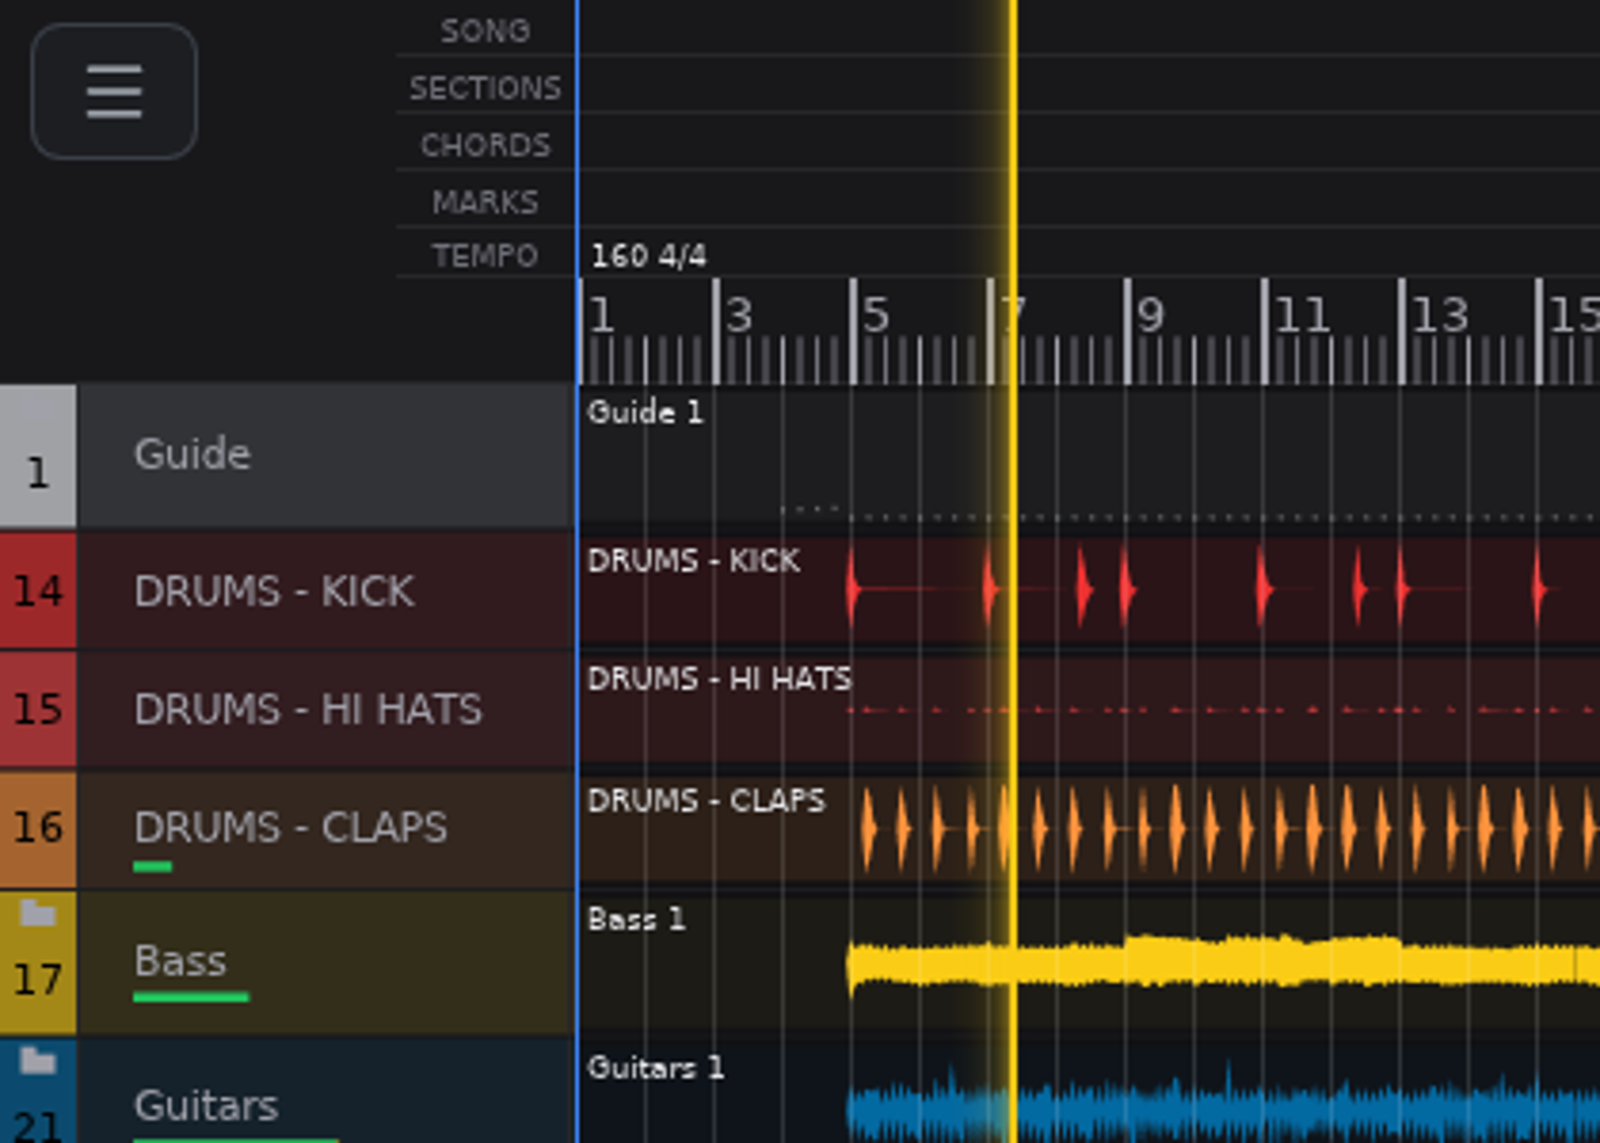 SONG
SECTIONS
CHORDS
MARKS
TEMPO 160 4/4
1 3 5 7 9 11 13 15
1 Guide Guide 1
14 DRUMS - KICK DRUMS - KICK
15 DRUMS - HI HATS DRUMS - HI HATS
16 DRUMS - CLAPS DRUMS - CLAPS
17 Bass Bass 1
21 Guitars Guitars 1